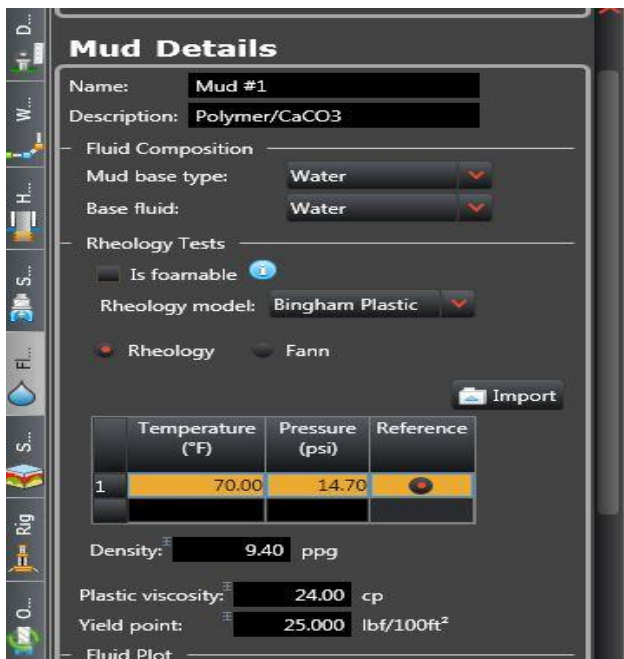 D...
W...
H...
S...
Fl...
S...
Rig
O...
Mud Details
Name: Mud #1
Description: Polymer/CaCO3
Fluid Composition
Mud base type: Water
Base fluid: Water
Rheology Tests
Is foamable i
Rheology model: Bingham Plastic
Rheology Fann
Import
Temperature (°F) Pressure (psi) Reference
1 70.00 14.70
Density: 9.40 ppg
Plastic viscosity: 24.00 cp
Yield point: 25.000 lbf/100ft²
Fluid Plot